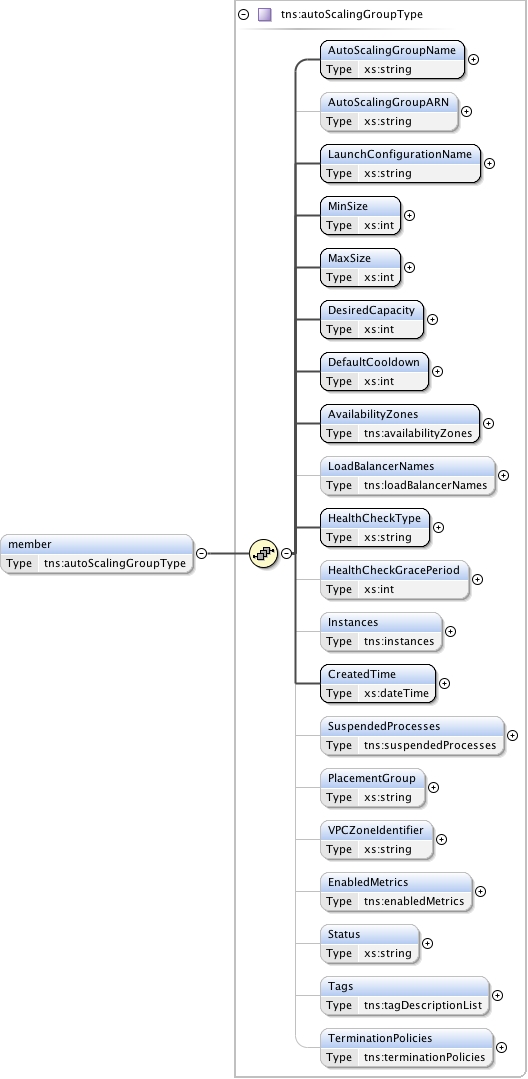 tns:autoScalingGroupType
AutoScalingGroupName
Type xs:string
AutoScalingGroupARN
Type xs:string
LaunchConfigurationName
Type xs:string
MinSize
Type xs:int
MaxSize
Type xs:int
DesiredCapacity
Type xs:int
DefaultCooldown
Type xs:int
AvailabilityZones
Type tns:availabilityZones
LoadBalancerNames
Type tns:loadBalancerNames
HealthCheckType
Type xs:string
member
Type tns:autoScalingGroupType
HealthCheckGracePeriod
Type xs:int
Instances
Type tns:instances
CreatedTime
Type xs:dateTime
SuspendedProcesses
Type tns:suspendedProcesses
PlacementGroup
Type xs:string
VPCZoneIdentifier
Type xs:string
EnabledMetrics
Type tns:enabledMetrics
Status
Type xs:string
Tags
Type tns:tagDescriptionList
TerminationPolicies
Type tns:terminationPolicies